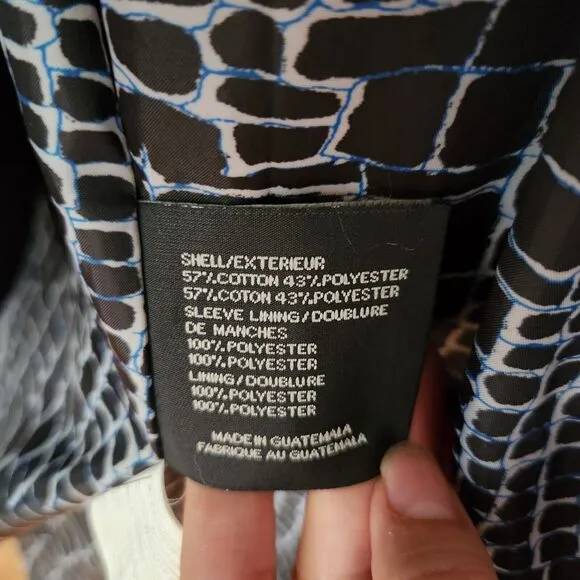 SHELL/EXTERIEUR
57%COTTON 43%POLYESTER
57%COTON 43%POLYESTER
SLEEVE LINING/DOUBLURE
DE MANCHES
100%POLYESTER
100%POLYESTER
LINING/DOUBLURE
100%POLYESTER
100%POLYESTER
MADE IN GUATEMALA
FABRIQUE AU GUATEMALA